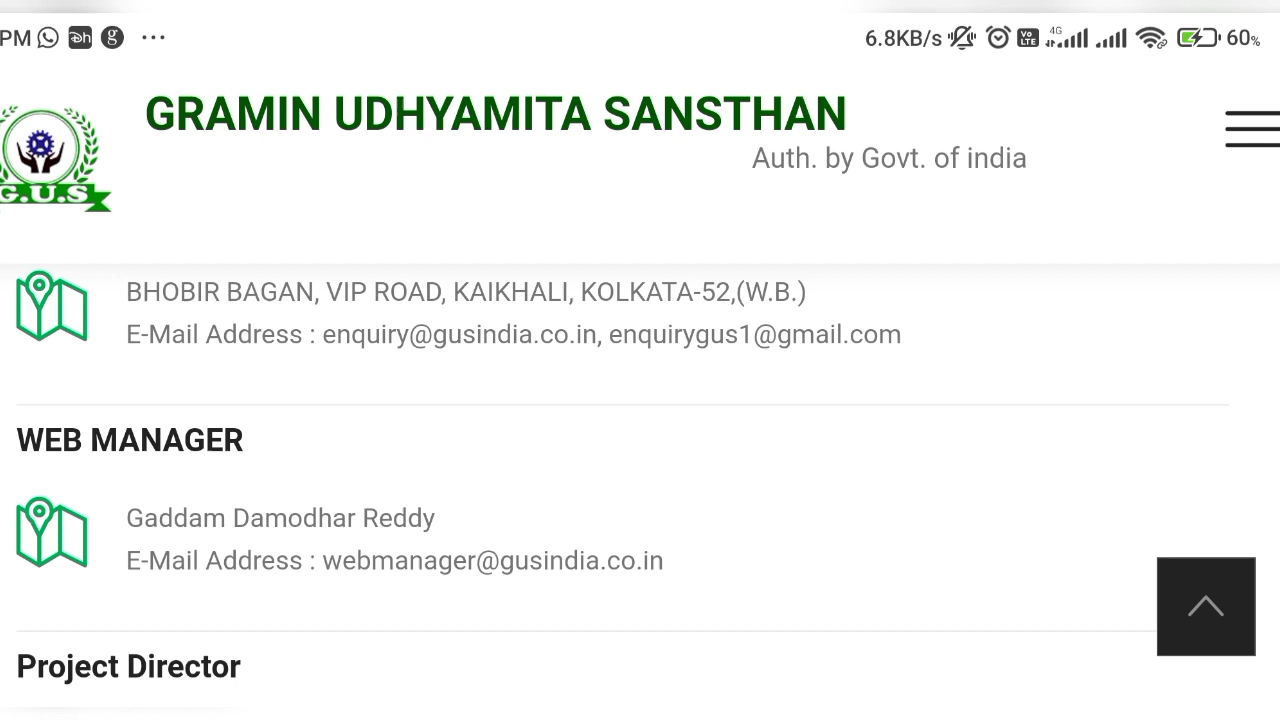 PM 6.8KB/s Vo LTE 4G 60%
GRAMIN UDHYAMITA SANSTHAN
Auth. by Govt. of india
G.U.S
BHOBIR BAGAN, VIP ROAD, KAIKHALI, KOLKATA-52,(W.B.)
E-Mail Address : enquiry@gusindia.co.in, enquirygus1@gmail.com
WEB MANAGER
Gaddam Damodhar Reddy
E-Mail Address : webmanager@gusindia.co.in
Project Director